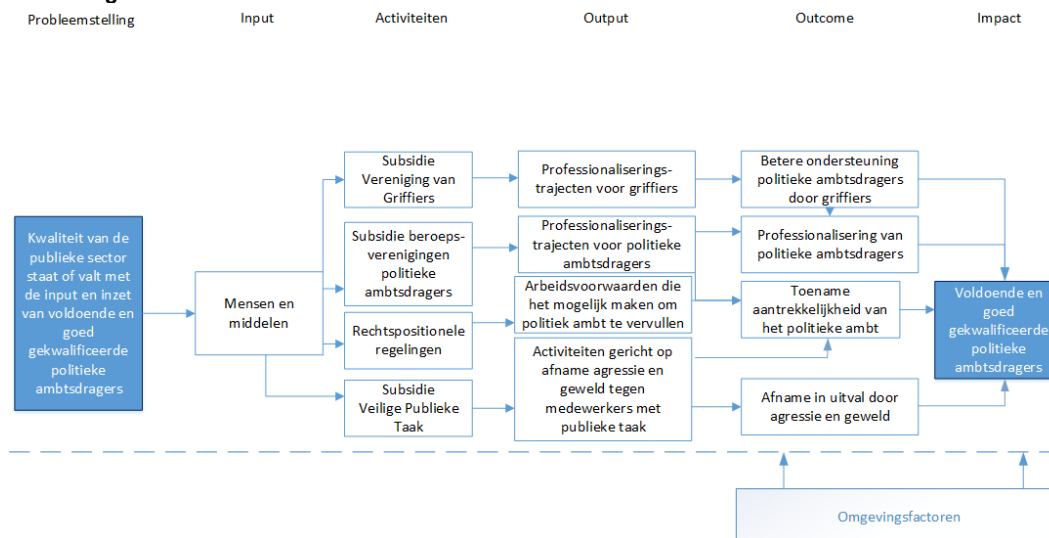 Probleemstelling
Input
Activiteiten
Output
Outcome
Impact
Kwaliteit van de
publieke sector
staat of valt met
de input en inzet
van voldoende en
goed
gekwalificeerde
politieke
ambtsdragers
Mensen en
middelen
Subsidie
Vereniging van
Griffiers
Subsidie beroeps-
verenigingen
politieke
ambtsdragers
Rechtspositionele
regelingen
Subsidie
Veilige Publieke
Taak
Professionaliserings-
trajecten voor griffiers
Professionaliserings-
trajecten voor politieke
ambtsdragers
Arbeidsvoorwaarden die
het mogelijk maken om
politiek ambt te vervullen
Activiteiten gericht op
afname agressie en
geweld tegen
medewerkers met
publieke taak
Betere ondersteuning
politieke ambtsdragers
door griffiers
Professionalisering van
politieke ambtsdragers
Toename
aantrekkelijkheid van
het politieke ambt
Afname in uitval door
agressie en geweld
Voldoende en
goed
gekwalificeerde
politieke
ambtsdragers
Omgevingsfactoren